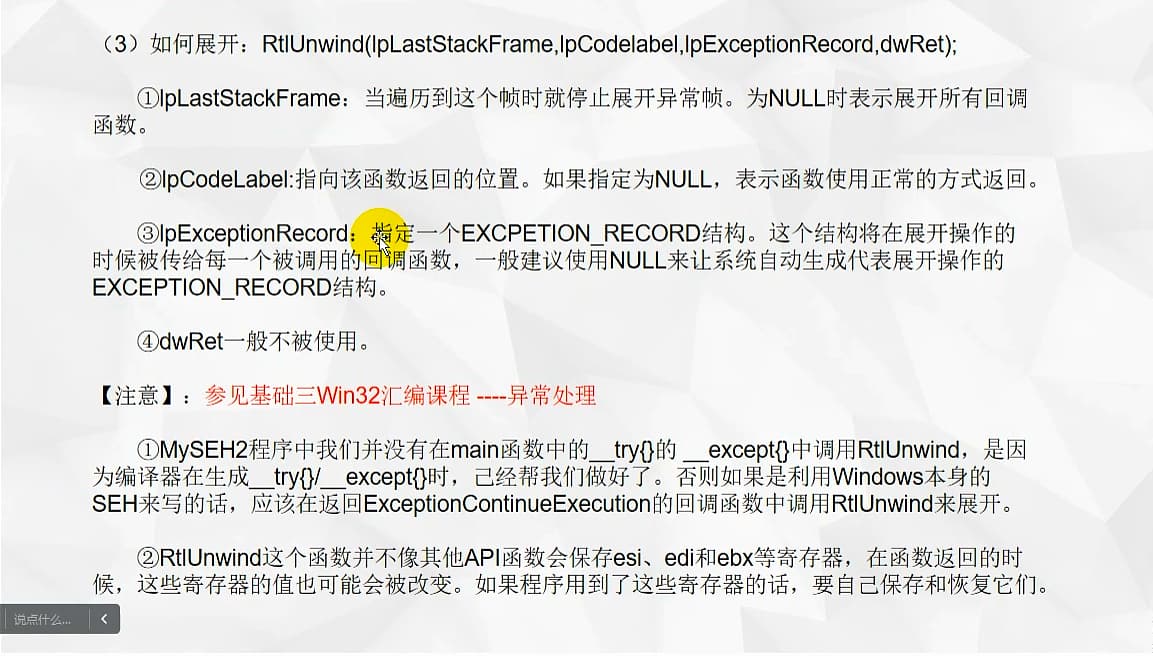 （3）如何展开：RtlUnwind(lpLastStackFrame,lpCodelabel,lpExceptionRecord,dwRet);
①lpLastStackFrame：当遍历到这个帧时就停止展开异常帧。为NULL时表示展开所有回调
函数。
②lpCodeLabel:指向该函数返回的位置。如果指定为NULL，表示函数使用正常的方式返回。
③lpExceptionRecord：指定一个EXCPETION_RECORD结构。这个结构将在展开操作的
时候被传给每一个被调用的回调函数，一般建议使用NULL来让系统自动生成代表展开操作的
EXCEPTION_RECORD结构。
④dwRet一般不被使用。
【注意】：参见基础三Win32汇编课程 ----异常处理
①MySEH2程序中我们并没有在main函数中的__try{}的 __except{}中调用RtlUnwind，是因
为编译器在生成__try{}/__except{}时，己经帮我们做好了。否则如果是利用Windows本身的
SEH来写的话，应该在返回ExceptionContinueExecution的回调函数中调用RtlUnwind来展开。
②RtlUnwind这个函数并不像其他API函数会保存esi、edi和ebx等寄存器，在函数返回的时
候，这些寄存器的值也可能会被改变。如果程序用到了这些寄存器的话，要自己保存和恢复它们。
说点什么...